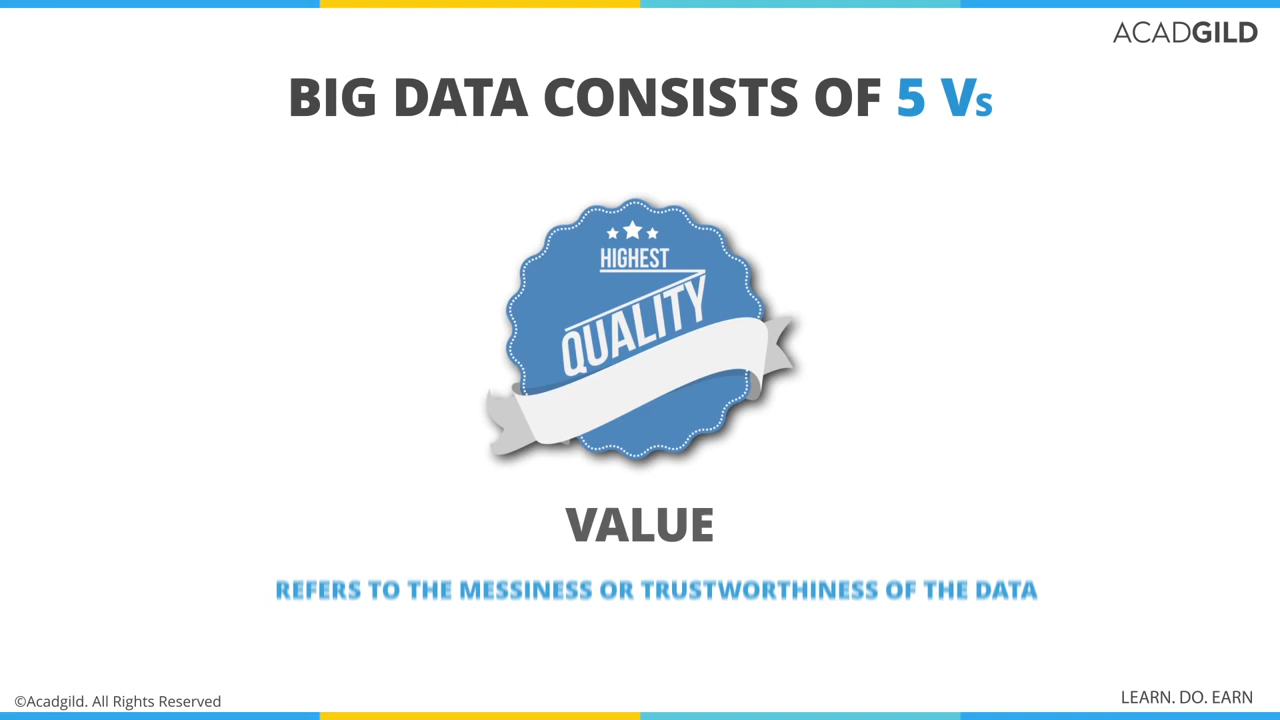 ACADGILD
BIG DATA CONSISTS OF 5 Vs
HIGHEST
QUALITY
VALUE
REFERS TO THE MESSINESS OR TRUSTWORTHINESS OF THE DATA
©Acadgild. All Rights Reserved
LEARN. DO. EARN